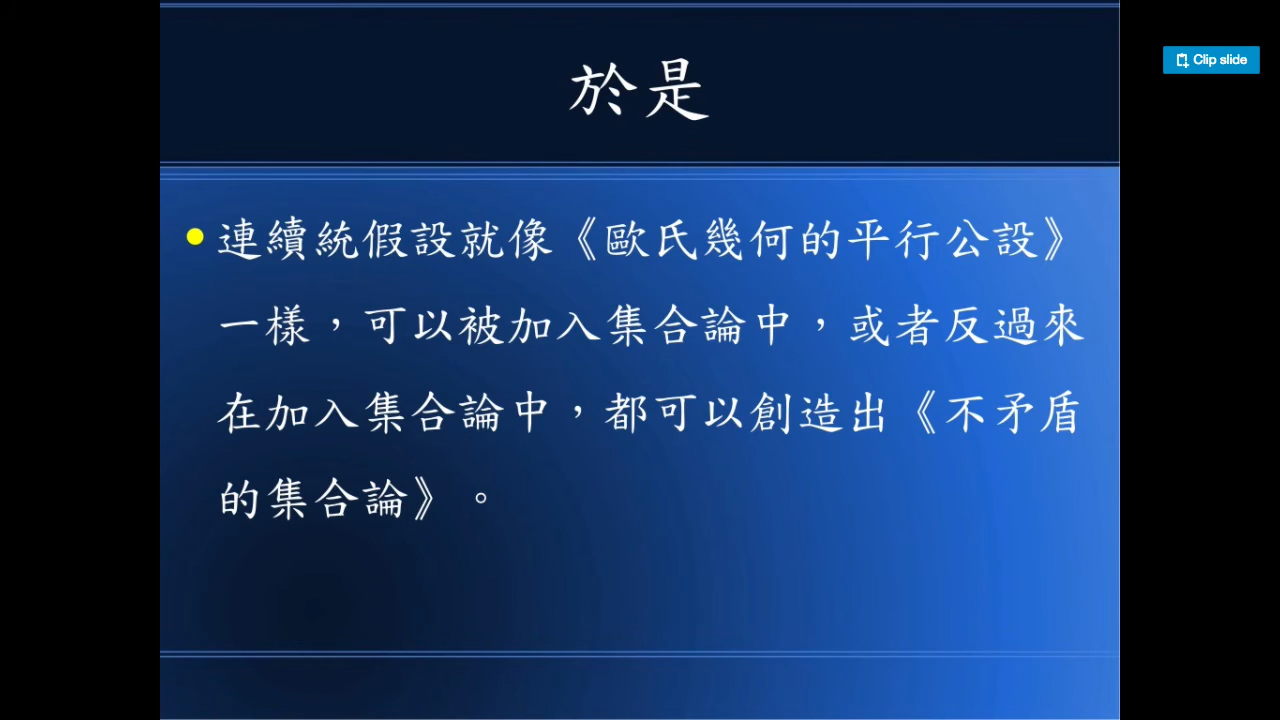 於是
Clip slide
連續統假設就像《歐氏幾何的平行公設》
一樣，可以被加入集合論中，或者反過來
在加入集合論中，都可以創造出《不矛盾
的集合論》。